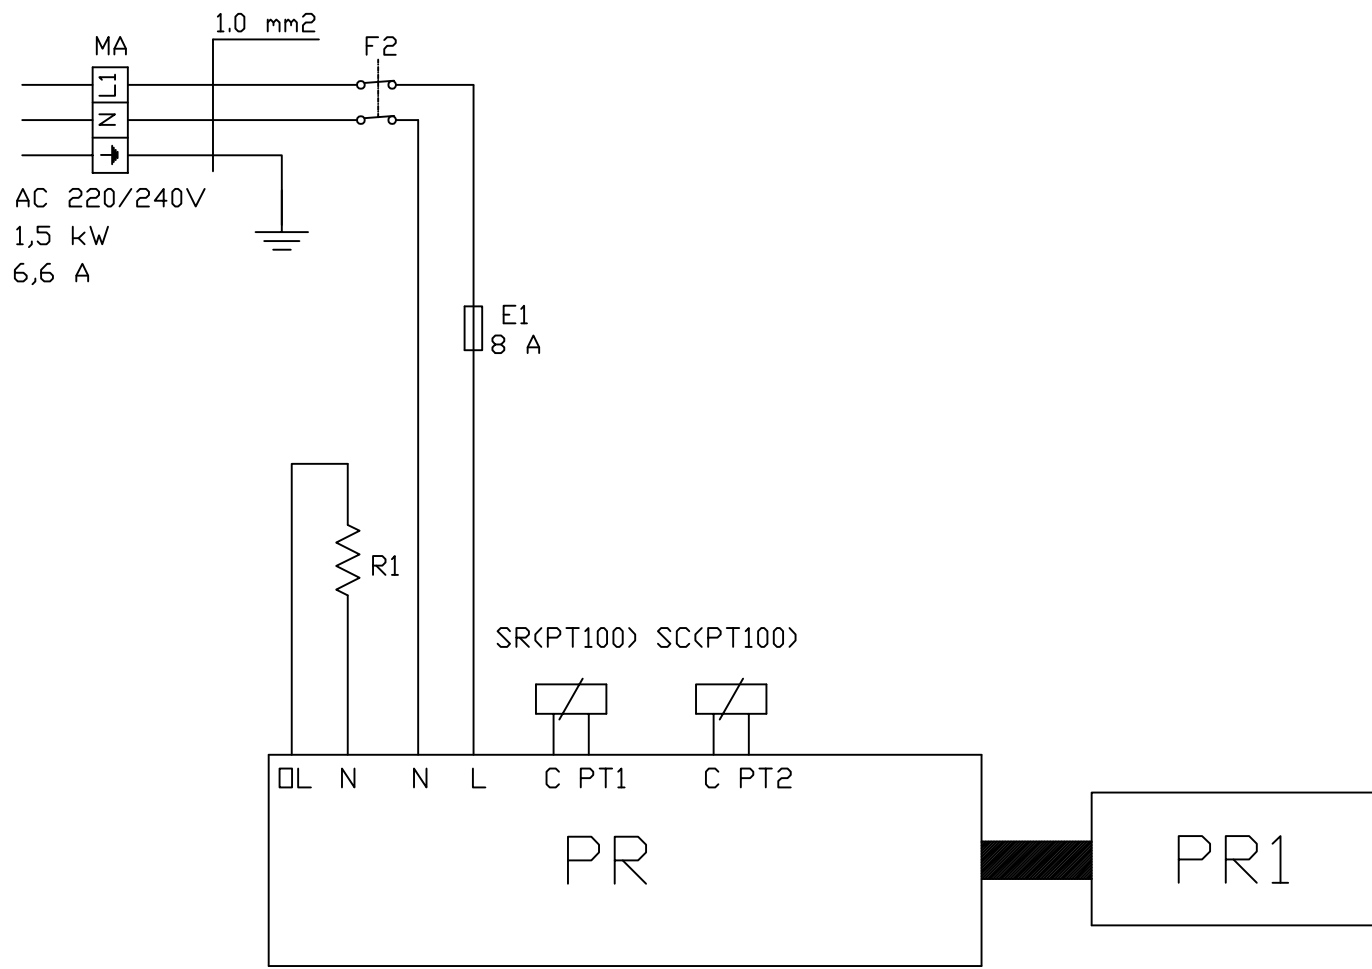 1.0 mm2
MA
F2
L1
N
AC 220/240V
1,5 kW
6,6 A
E1
8 A
R1
SR(PT100) SC(PT100)
OL N N L C PT1 C PT2
PR
PR1